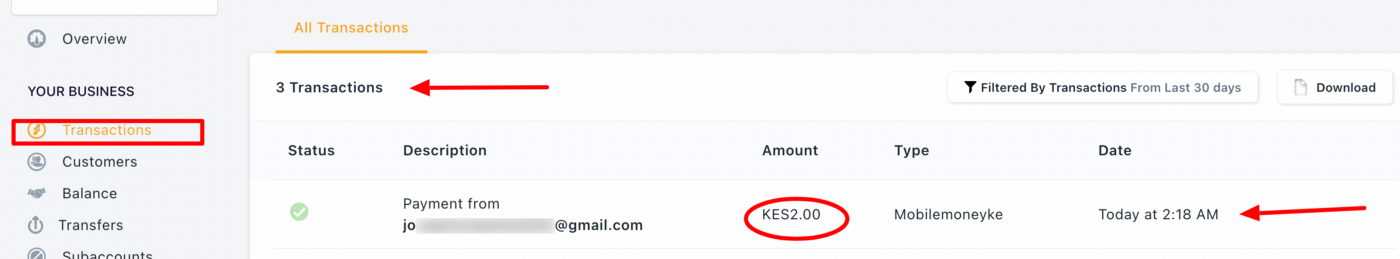 All Transactions
Overview
YOUR BUSINESS
3 Transactions
Filtered By Transactions From Last 30 days
Download
Transactions
Status Description Amount Type Date
Customers
Balance
Payment from
KES2.00 Mobilemoneyke Today at 2:18 AM
jo @gmail.com
Transfers
Subaccounts